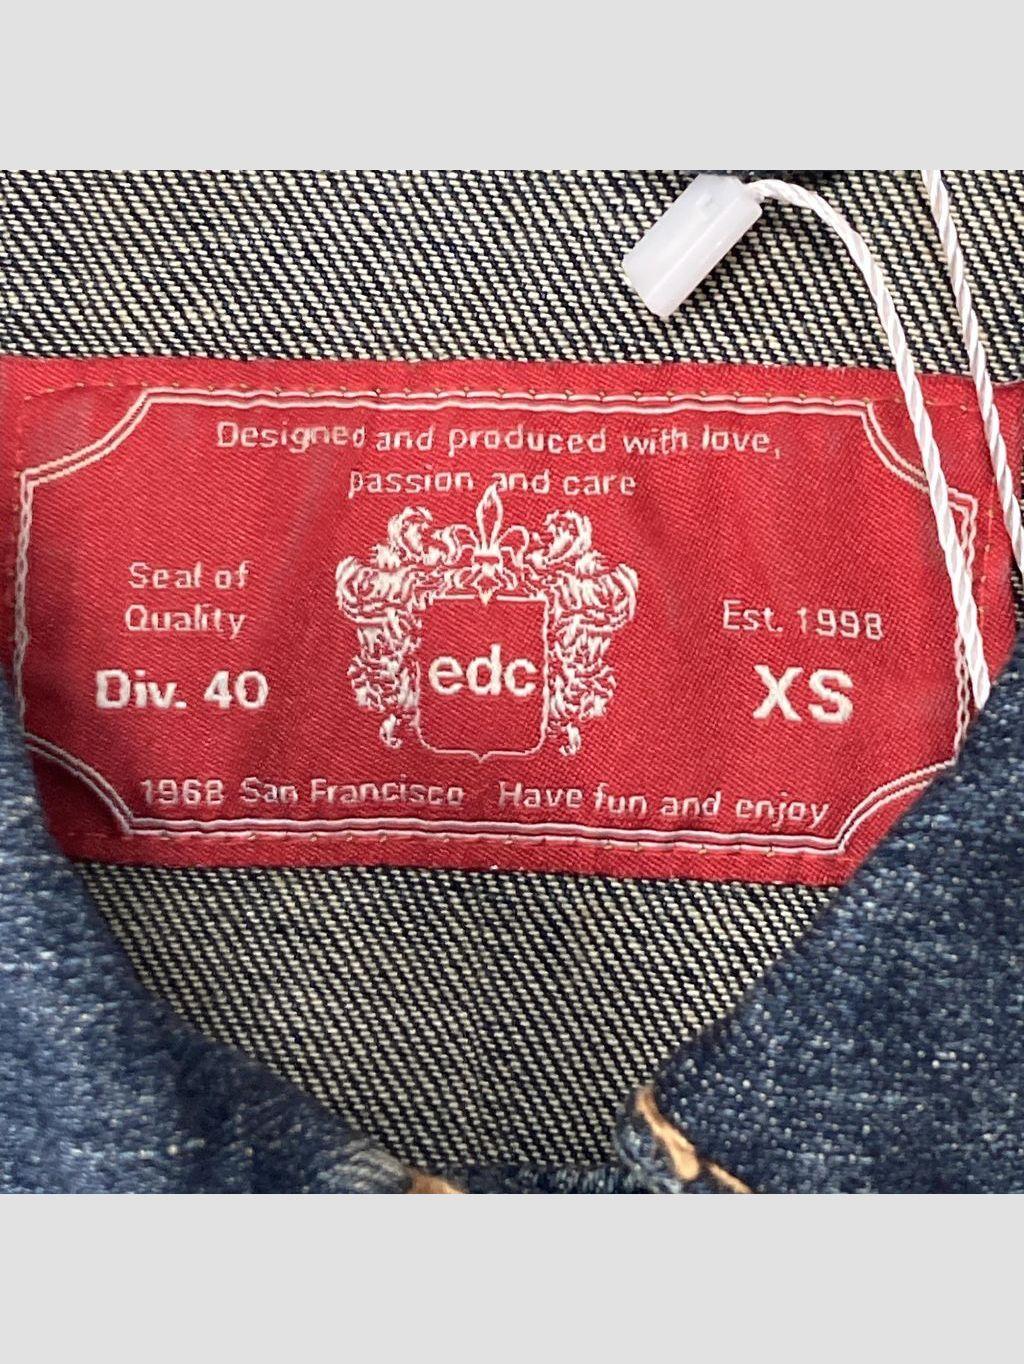 Designed and produced with love,
passion and care
Seal of
Quality
Div. 40
edc
Est. 1998
XS
1968 San Francisco Have fun and enjoy